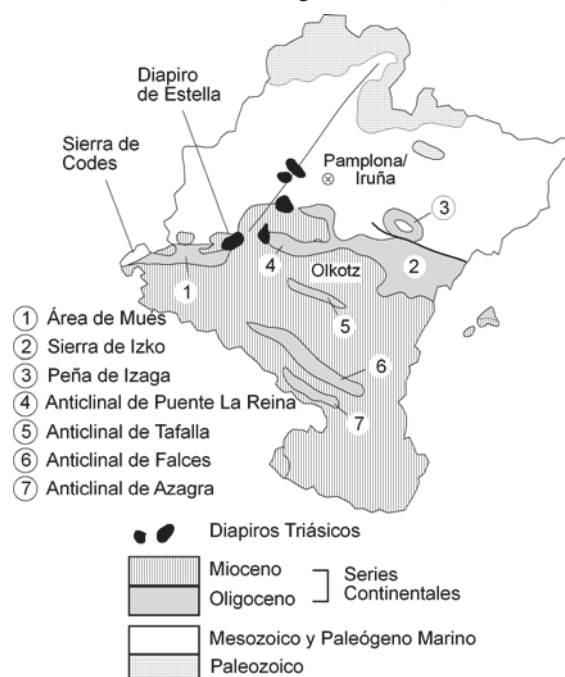 Diapiro
de Estella
Sierra de
Codes
Pamplona/
Iruña
3
4
Olkotz
2
1
5
6
7
1 Área de Mués
2 Sierra de Izko
3 Peña de Izaga
4 Anticlinal de Puente La Reina
5 Anticlinal de Tafalla
6 Anticlinal de Falces
7 Anticlinal de Azagra
Diapiros Triásicos
Mioceno
Oligoceno
Series
Continentales
Mesozoico y Paleógeno Marino
Paleozoico